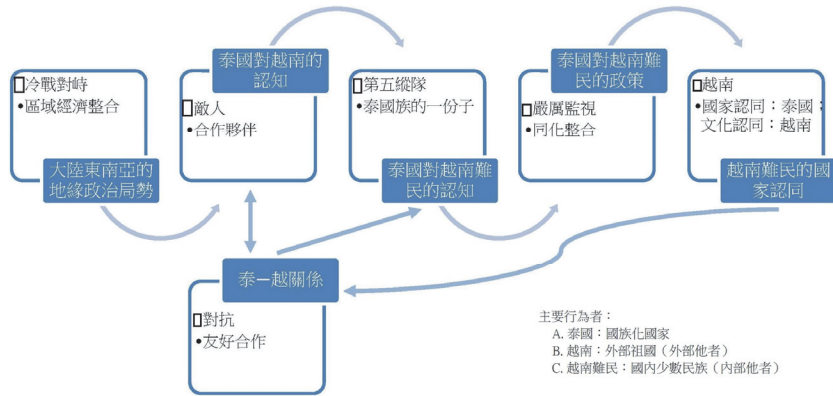 □冷戰對峙
•區域經濟整合
大陸東南亞的
地緣政治局勢
泰國對越南的
認知
□敵人
•合作夥伴
□第五縱隊
•泰國族的一份子
泰國對越南難
民的認知
泰國對越南難
民的政策
□嚴厲監視
•同化整合
□越南
•國家認同：泰國；
文化認同：越南
越南難民的國
家認同
泰－越關係
□對抗
•友好合作
主要行為者：
A. 泰國：國族化國家
B. 越南：外部祖國（外部他者）
C. 越南難民：國內少數民族（內部他者）